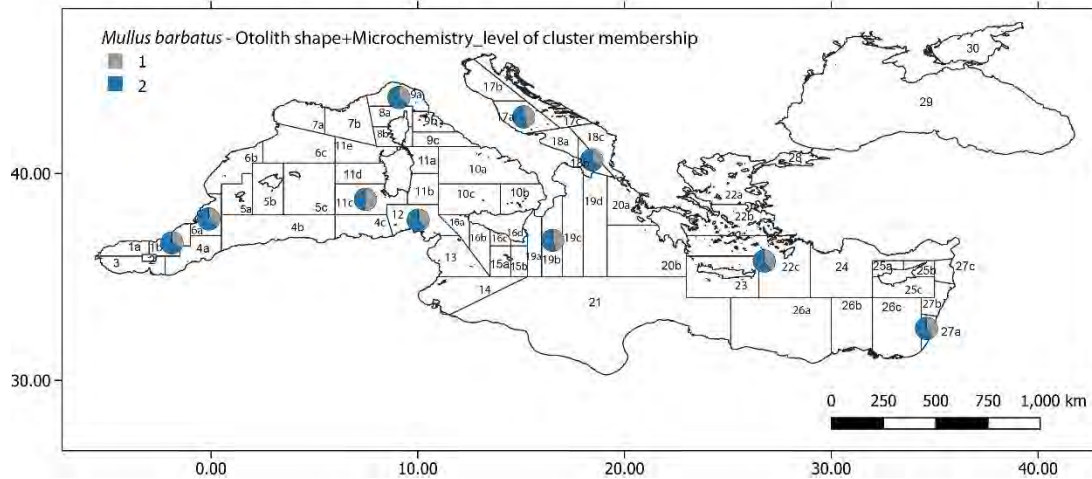 Mullus barbatus - Otolith shape+Microchemistry_level of cluster membership
1
2
30
29
28
17b
17c
18a
18c
9a
8a
8b
9b
9c
7a
7b
6b
6c
11e
11d
11a
11b
11c
10a
10c
10b
5a
5b
5c
6a
4a
4b
4c
1a
1b
2
3
12
13
14
16a
16b
16c
16d
15a
15b
19a
19b
19c
19d
20a
20b
21
22a
22b
22c
23
24
25a
25b
25c
26a
26b
26c
27a
27b
27c
0 250 500 750 1,000 km
40.00
30.00
0.00 10.00 20.00 30.00 40.00